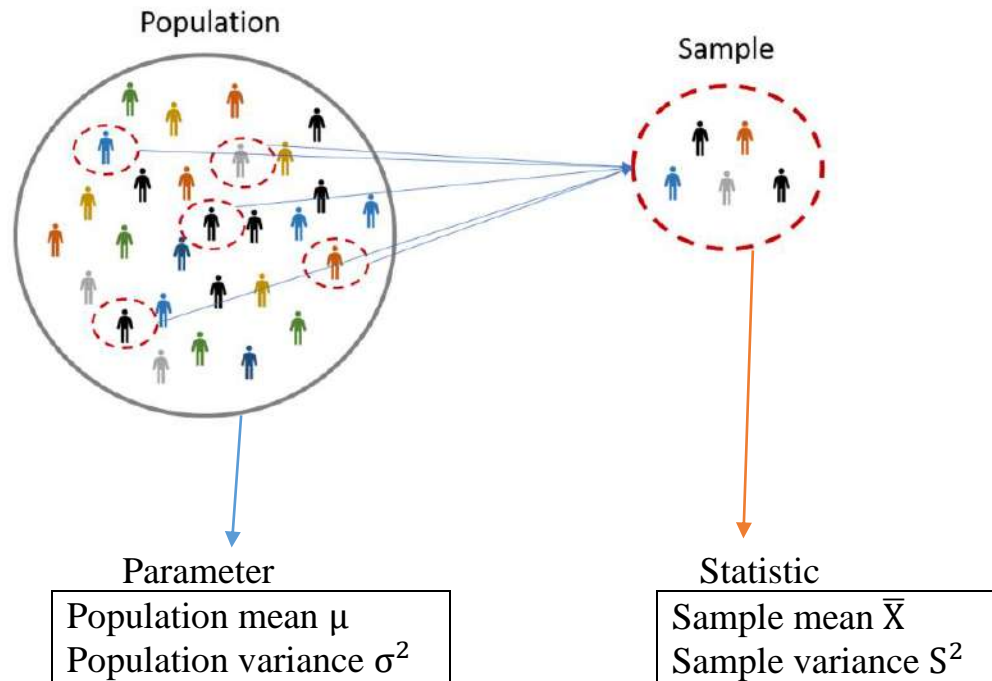 Population
Sample
Parameter
Population mean μ
Population variance σ²
Statistic
Sample mean X̅
Sample variance S²